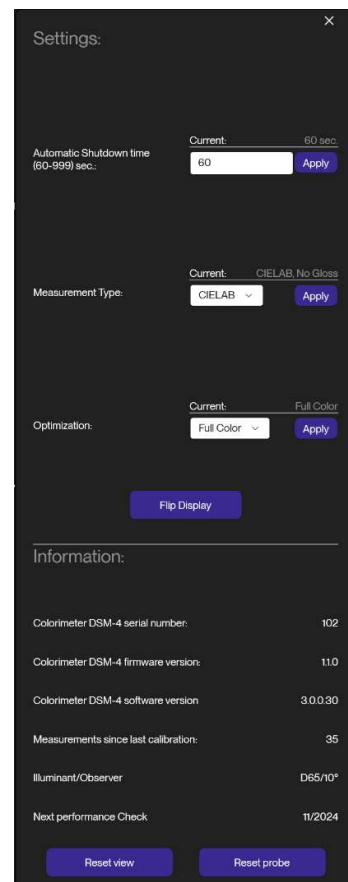 Settings:
Current: 60 sec.
Automatic Shutdown time
(60-999) sec.:
60 Apply
Current: CIELAB, No Gloss
Measurement Type: CIELAB Apply
Current: Full Color
Optimization: Full Color Apply
Flip Display
Information:
Colorimeter DSM-4 serial number: 102
Colorimeter DSM-4 firmware version: 1.1.0
Colorimeter DSM-4 software version 3.0.0.30
Measurements since last calibration: 35
Illuminant/Observer D65/10°
Next performance Check 11/2024
Reset view Reset probe